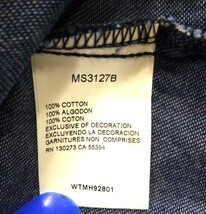 MS3127B
100% COTTON
100% ALGODON
100% COTON
EXCLUSIVE OF DECORATION
EXCLUYENDO LA DECORACION
GARNITURES NON COMPRISES
RN 130273 CA 55394
WTMH92801